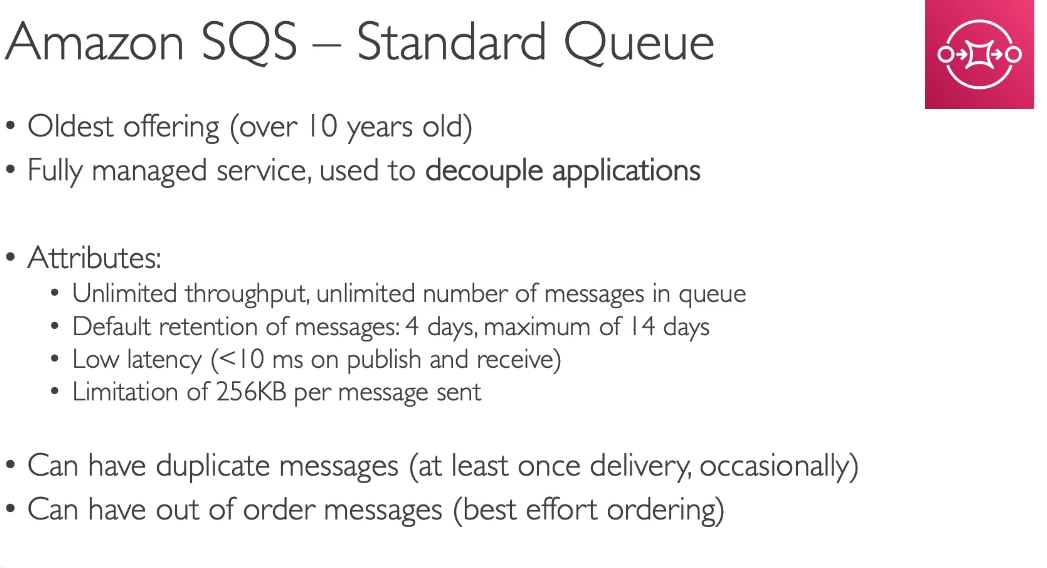 Amazon SQS – Standard Queue
• Oldest offering (over 10 years old)
• Fully managed service, used to decouple applications
• Attributes:
• Unlimited throughput, unlimited number of messages in queue
• Default retention of messages: 4 days, maximum of 14 days
• Low latency (<10 ms on publish and receive)
• Limitation of 256KB per message sent
• Can have duplicate messages (at least once delivery, occasionally)
• Can have out of order messages (best effort ordering)